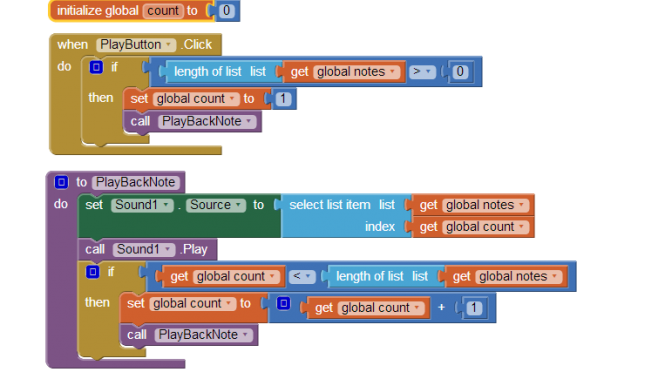 initialize global count to 0
when PlayButton .Click
do if length of list list get global notes > 0
then set global count to 1
call PlayBackNote
to PlayBackNote
do set Sound1 . Source to select list item list get global notes
index get global count
call Sound1 .Play
if get global count < length of list list get global notes
then set global count to get global count + 1
call PlayBackNote